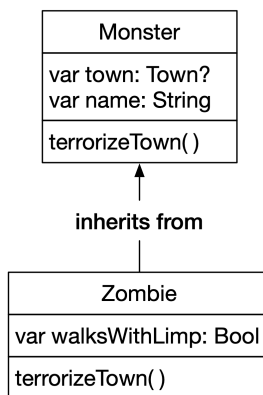 Monster
var town: Town?
var name: String
terrorizeTown( )
inherits from
Zombie
var walksWithLimp: Bool
terrorizeTown( )